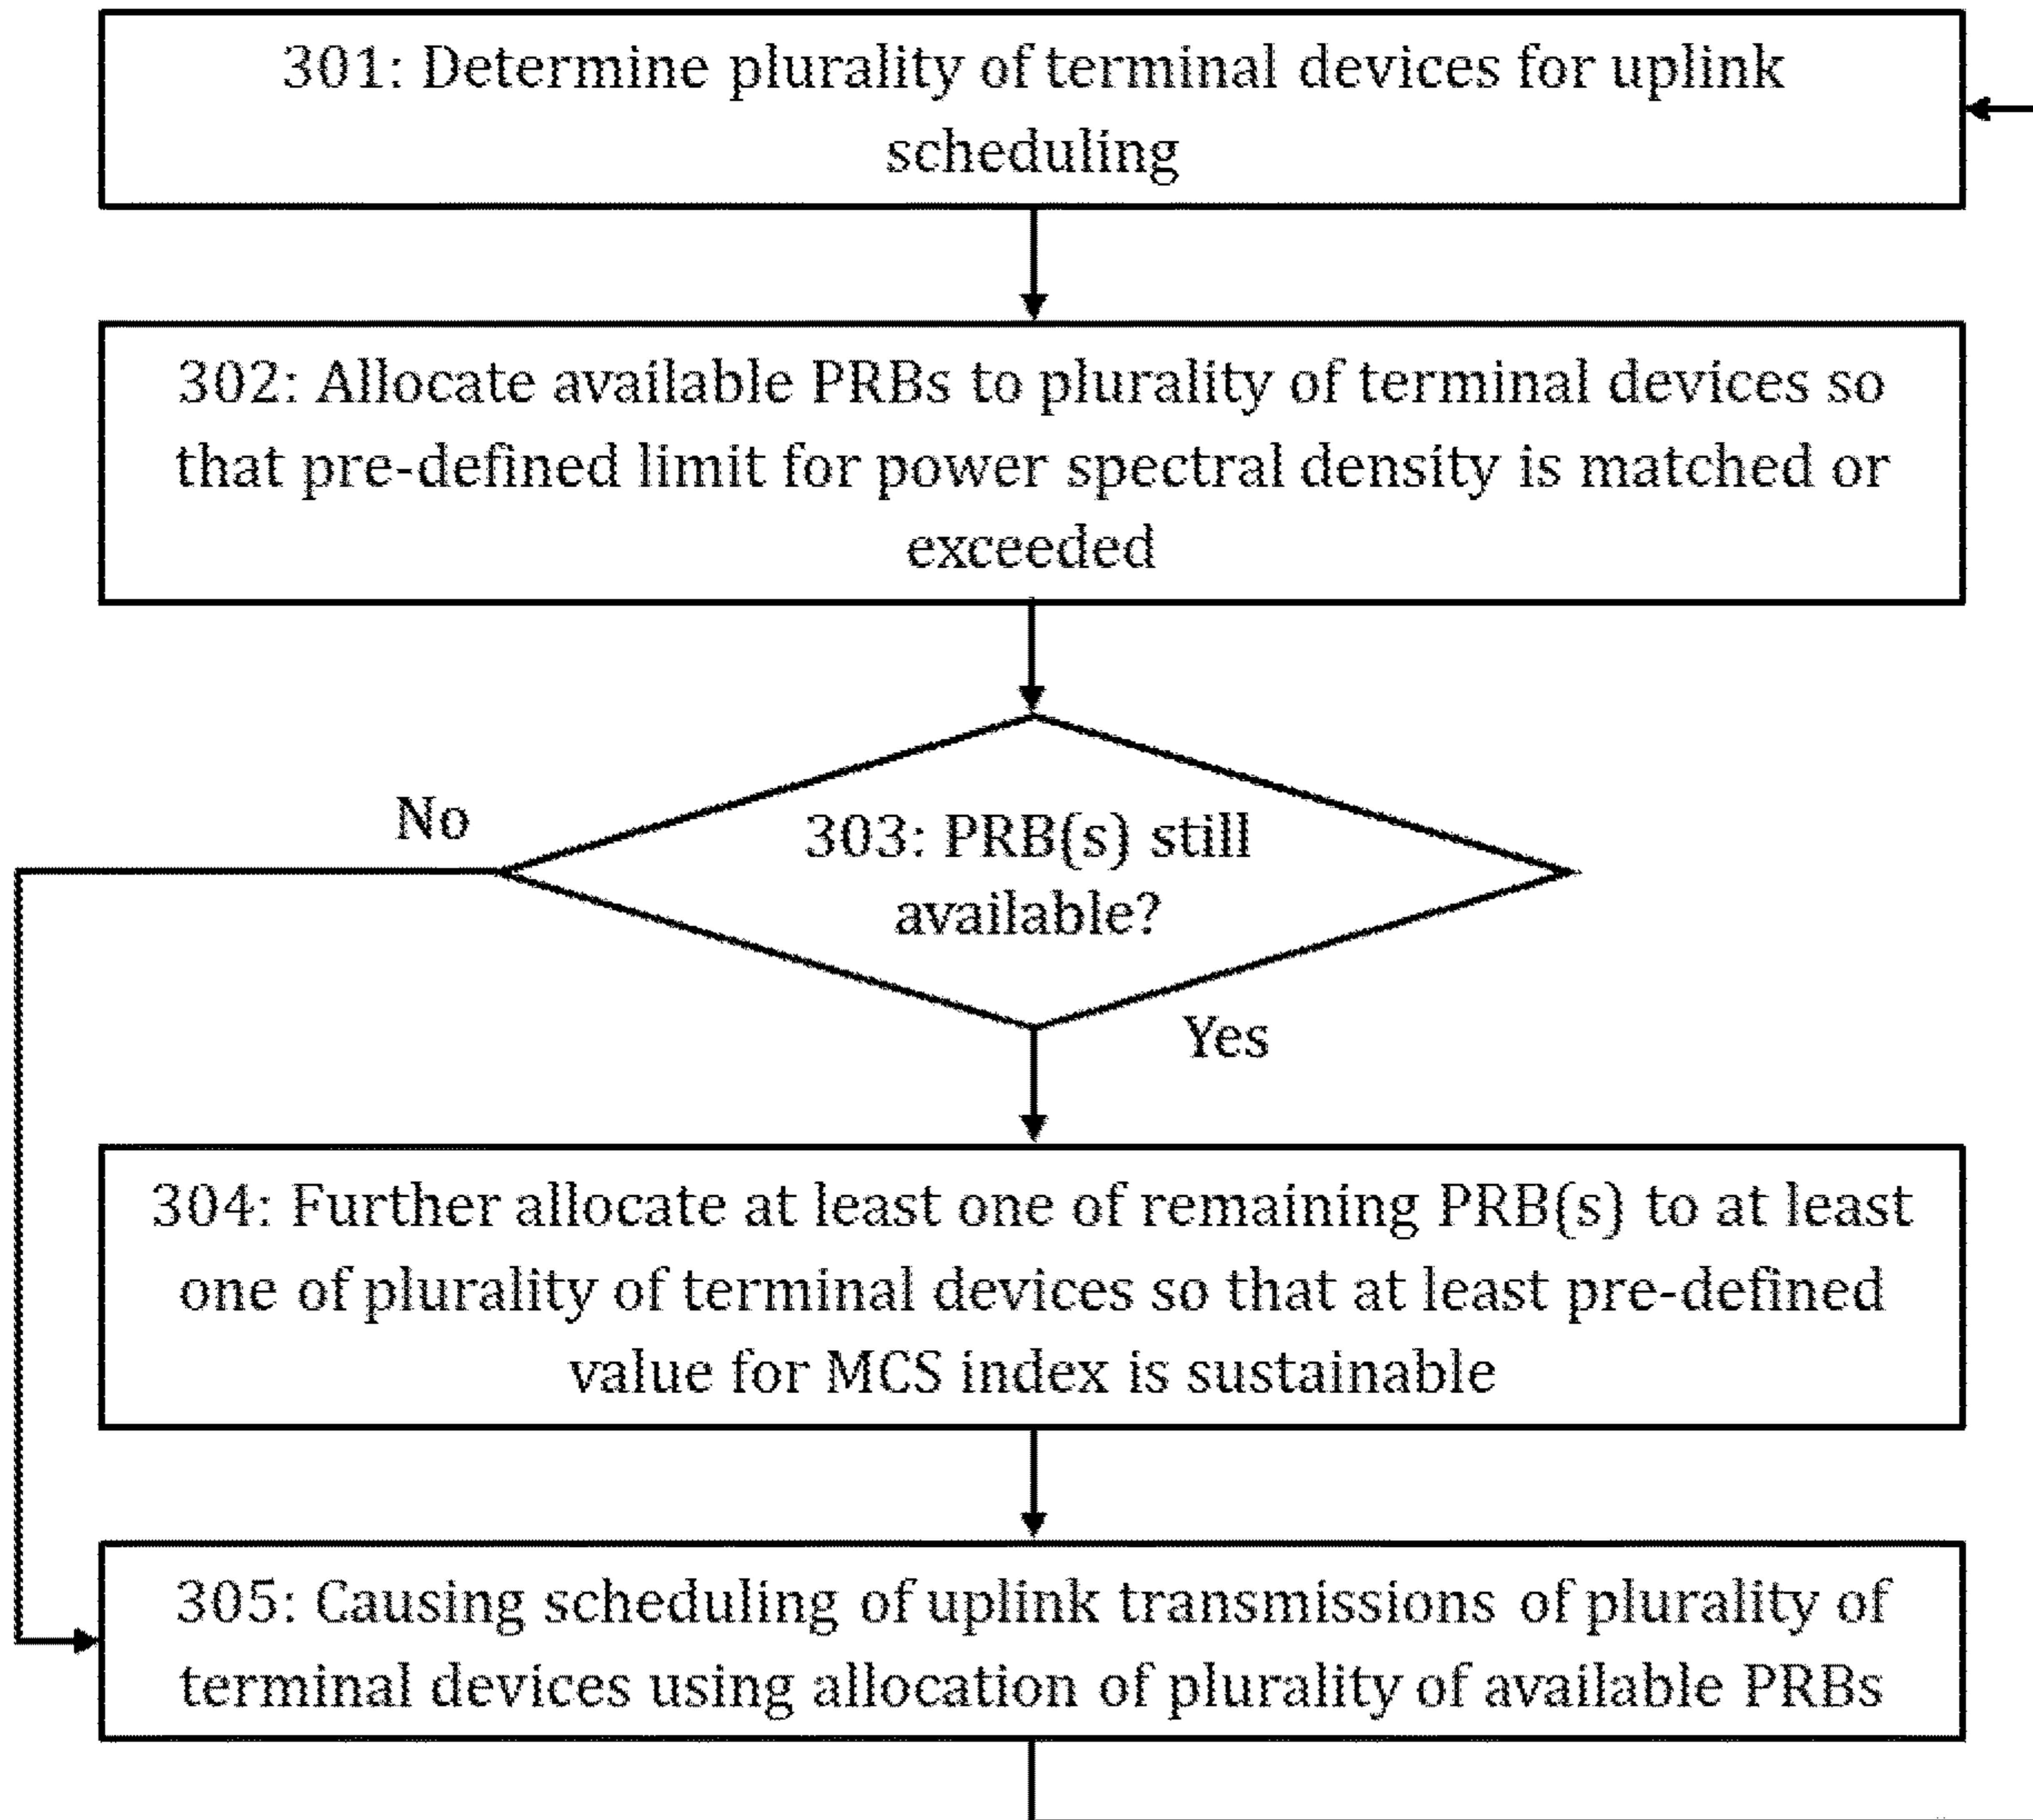 301: Determine plurality of terminal devices for uplink
scheduling
302: Allocate available PRBs to plurality of terminal devices so
that pre-defined limit for power spectral density is matched or
exceeded
No
303: PRB(s) still
available?
Yes
304: Further allocate at least one of remaining PRB(s) to at least
one of plurality of terminal devices so that at least pre-defined
value for MCS index is sustainable
305: Causing scheduling of uplink transmissions of plurality of
terminal devices using allocation of plurality of available PRBs